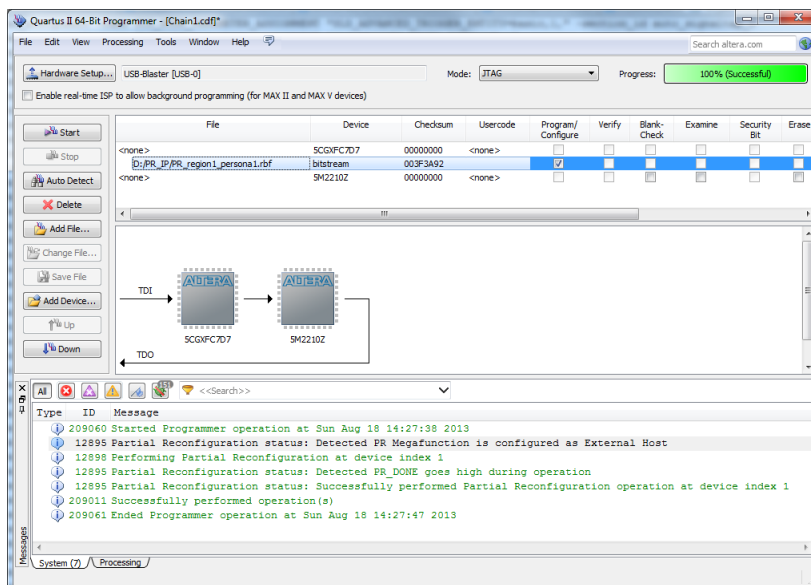 Quartus II 64-Bit Programmer - [Chain1.cdf]*
File Edit View Processing Tools Window Help
Search altera.com
Hardware Setup... USB-Blaster [USB-0] Mode: JTAG Progress: 100% (Successful)
Enable real-time ISP to allow background programming (for MAX II and MAX V devices)
Start
Stop
Auto Detect
Delete
Add File...
Change File...
Save File
Add Device...
Up
Down
File Device Checksum Usercode Program/ Configure Verify Blank- Check Examine Security Bit Erase
<none> 5CGXFC7D7 00000000 <none>
D:/PR_IP/PR_region1_persona1.rbf bitstream 003F3A92
<none> 5M2210Z 00000000 <none>
TDI
ALTERA ALTERA
5CGXFC7D7 5M2210Z
TDO
All 151 <<Search>>
Type ID Message
209060 Started Programmer operation at Sun Aug 18 14:27:38 2013
12895 Partial Reconfiguration status: Detected PR Megafunction is configured as External Host
12898 Performing Partial Reconfiguration at device index 1
12895 Partial Reconfiguration status: Detected PR_DONE goes high during operation
12895 Partial Reconfiguration status: Successfully performed Partial Reconfiguration operation at device index 1
209011 Successfully performed operation(s)
209061 Ended Programmer operation at Sun Aug 18 14:27:47 2013
Messages
System (7) Processing